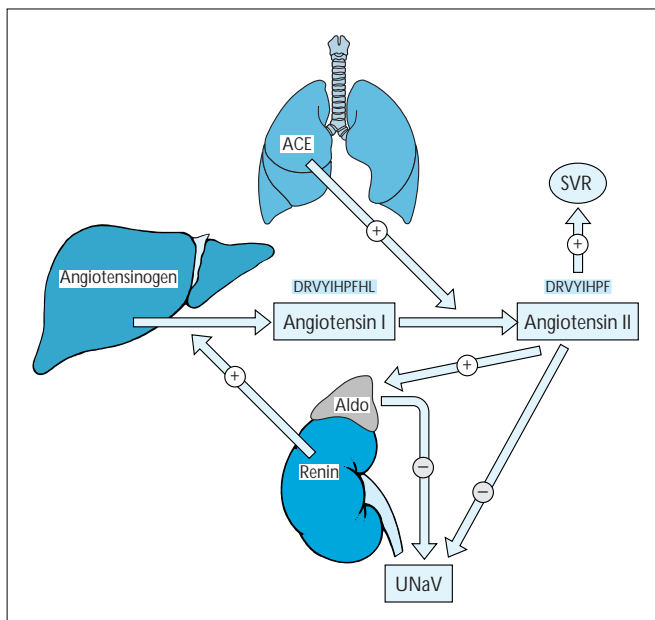 ACE
SVR
+
+
Angiotensinogen
DRVYIHPFHL
DRVYIHPF
Angiotensin I
Angiotensin II
+
+
Aldo
Renin
−
−
UNaV